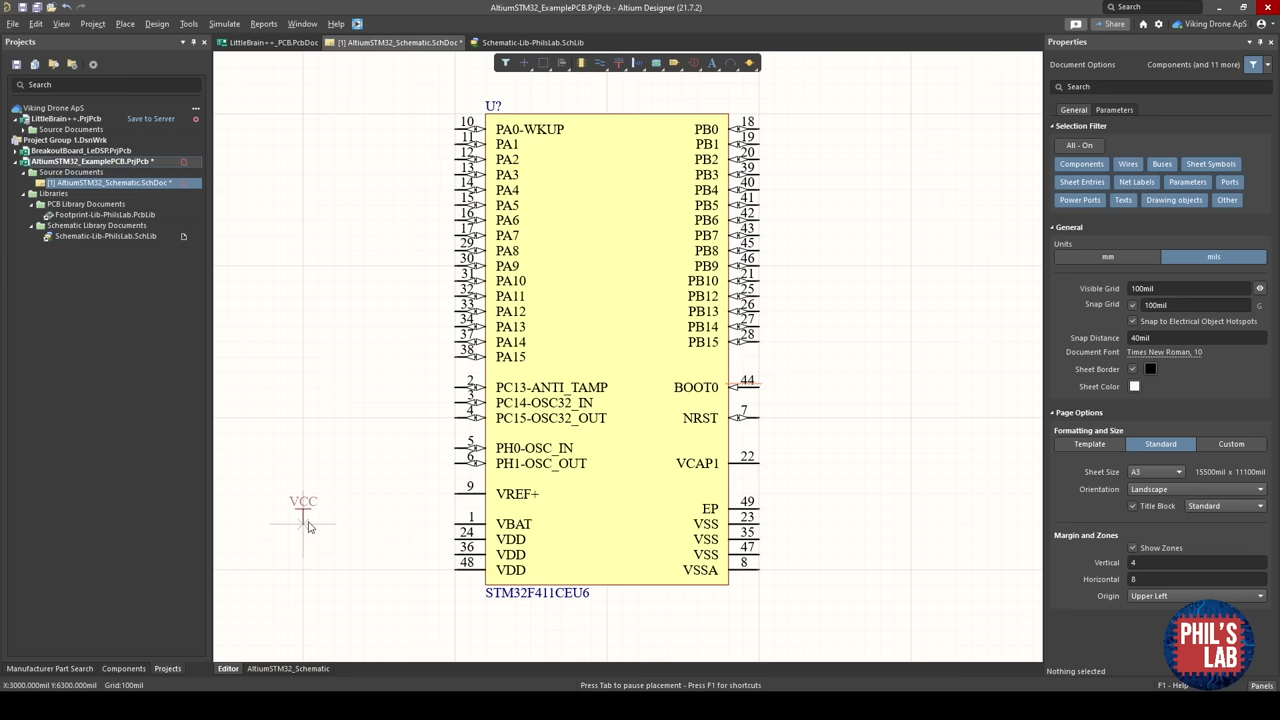 AltiumSTM32_ExamplePCB.PrjPcb - Altium Designer (21.7.2)
Search
File Edit View Project Place Design Tools Simulate Reports Window Help
Share Viking Drone ApS
Projects
LittleBrain++_PCB.PcbDoc [1] AltiumSTM32_Schematic.SchDoc * Schematic-Lib-PhilsLab.SchLib
Properties
Search
Viking Drone ApS
LittleBrain++.PrjPcb Save to Server
Source Documents
Project Group 1.DsnWrk
BreakoutBoard_LeDSP.PrjPcb
AltiumSTM32_ExamplePCB.PrjPcb *
Source Documents
[1] AltiumSTM32_Schematic.SchDoc *
Libraries
PCB Library Documents
Footprint-Lib-PhilsLab.PcbLib
Schematic Library Documents
Schematic-Lib-PhilsLab.SchLib
U?
10 PA0-WKUP PB0 18
11 PA1 PB1 19
12 PA2 PB2 20
13 PA3 PB3 39
14 PA4 PB4 40
15 PA5 PB5 41
16 PA6 PB6 42
17 PA7 PB7 43
29 PA8 PB8 45
30 PA9 PB9 46
31 PA10 PB10 21
32 PA11 PB12 25
33 PA12 PB13 26
34 PA13 PB14 27
37 PA14 PB15 28
38 PA15
2 PC13-ANTI_TAMP BOOT0 44
3 PC14-OSC32_IN
4 PC15-OSC32_OUT NRST 7
5 PH0-OSC_IN
6 PH1-OSC_OUT VCAP1 22
9 VREF+
EP 49
1 VBAT VSS 23
24 VDD VSS 35
36 VDD VSS 47
48 VDD VSSA 8
STM32F411CEU6
VCC
Document Options Components (and 11 more)
Search
General Parameters
Selection Filter
All - On
Components Wires Buses Sheet Symbols
Sheet Entries Net Labels Parameters Ports
Power Ports Texts Drawing objects Other
General
Units
mm mils
Visible Grid 100mil
Snap Grid 100mil G
Snap to Electrical Object Hotspots
Snap Distance 40mil
Document Font Times New Roman, 10
Sheet Border
Sheet Color
Page Options
Formatting and Size
Template Standard Custom
Sheet Size A3 15500mil x 11100mil
Orientation Landscape
Title Block Standard
Margin and Zones
Show Zones
Vertical 4
Horizontal 8
Origin Upper Left
PHIL'S
LAB
Nothing selected
Manufacturer Part Search Components Projects Editor AltiumSTM32_Schematic
X:3000.000mil Y:6300.000mil Grid:100mil Press Tab to pause placement - Press F1 for shortcuts F1 - Help Panels